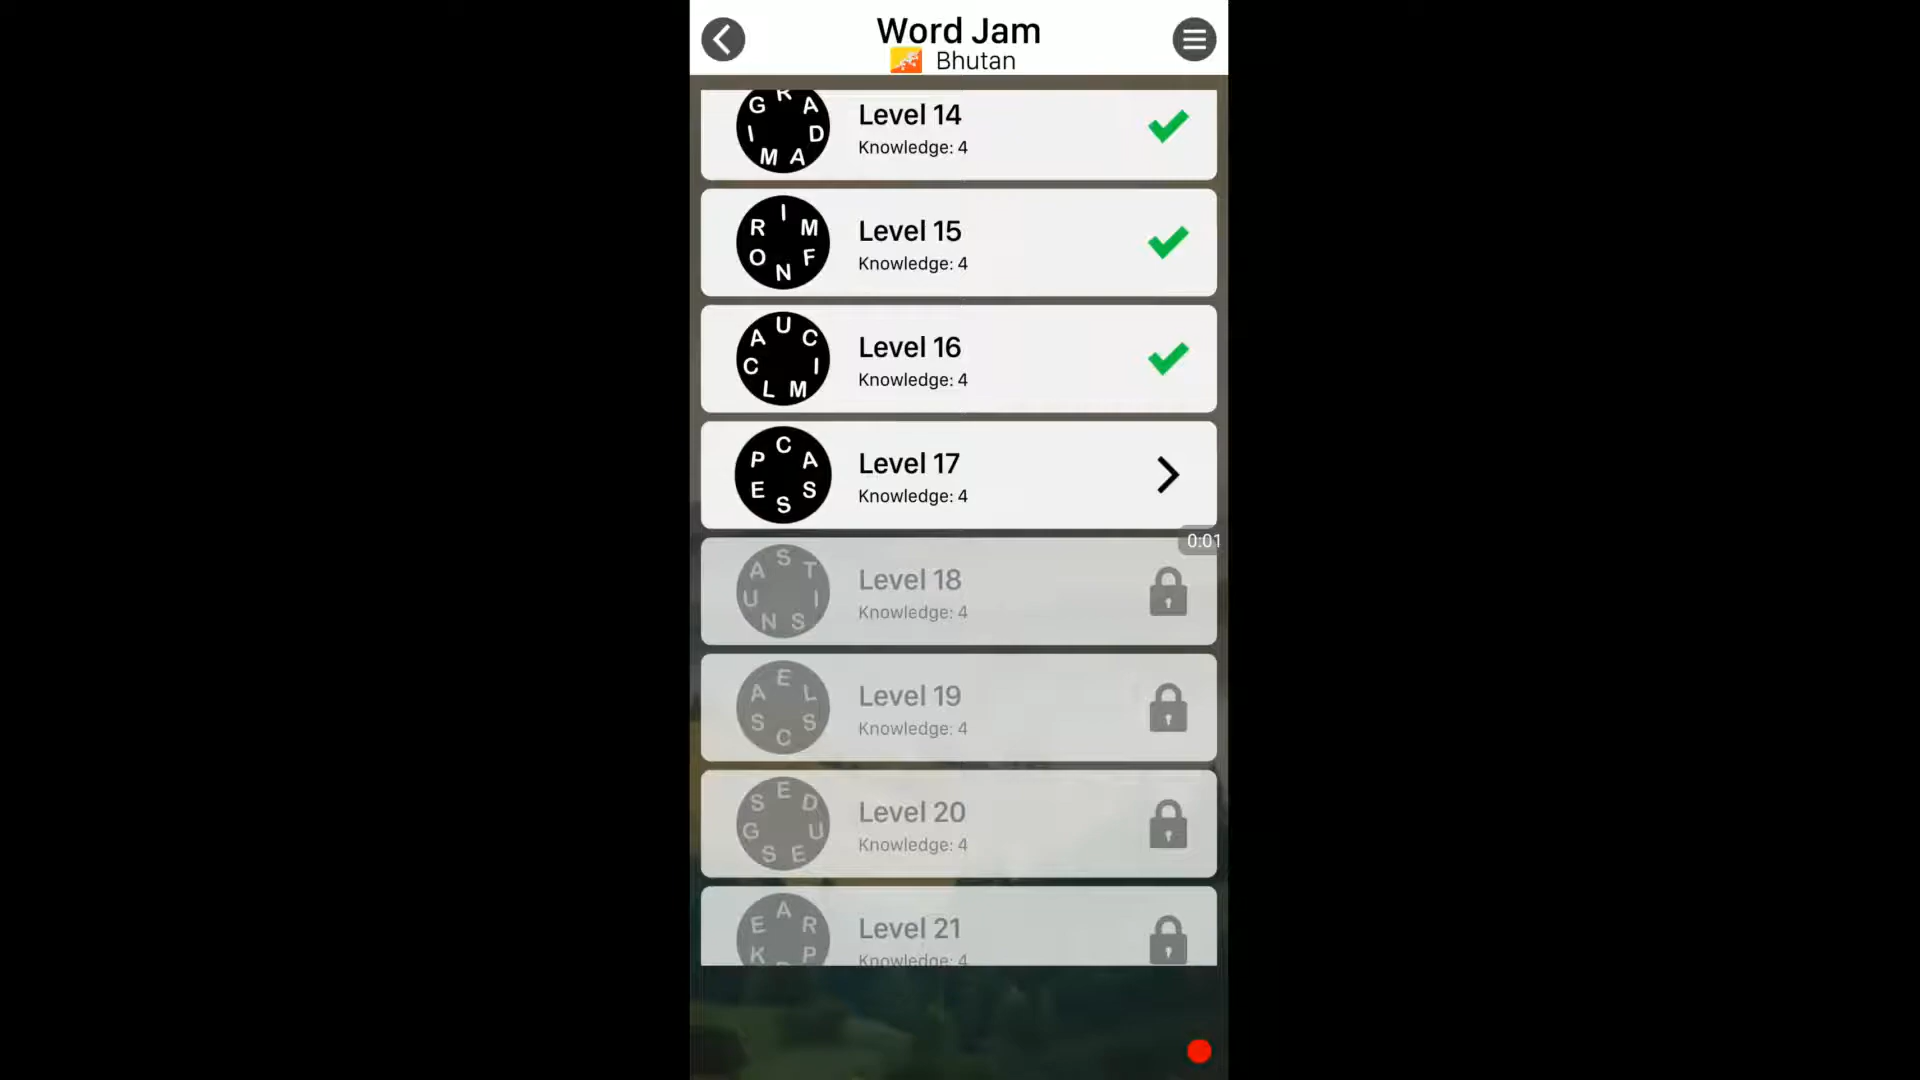 Word Jam
Bhutan
G R A D A M I
Level 14
Knowledge: 4
I M F N O R
Level 15
Knowledge: 4
U C I M L C A
Level 16
Knowledge: 4
C A S S E P
Level 17
Knowledge: 4
0:01
S T I S N U A
Level 18
Knowledge: 4
E L S C S A
Level 19
Knowledge: 4
E D U E S G S
Level 20
Knowledge: 4
A R P K E
Level 21
Knowledge: 4